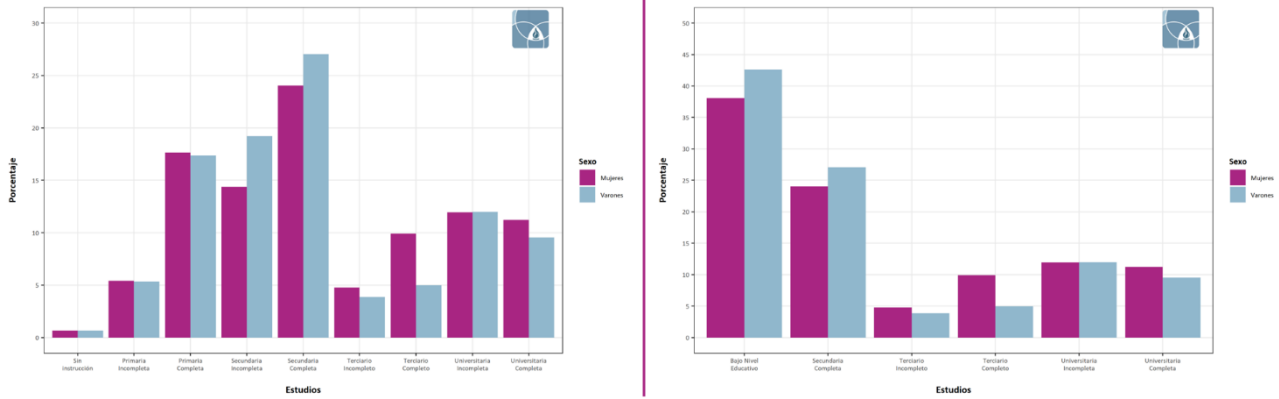 30
25
20
15
10
5
0
Porcentaje
Sin
instrucción
Primaria
Incompleta
Primaria
Completa
Secundaria
Incompleta
Secundaria
Completa
Terciario
Incompleto
Terciario
Completo
Universitaria
Incompleta
Universitaria
Completa
Estudios
Sexo
Mujeres
Varones
50
45
40
35
30
25
20
15
10
5
0
Porcentaje
Bajo Nivel
Educativo
Secundaria
Completa
Terciario
Incompleto
Terciario
Completo
Universitaria
Incompleta
Universitaria
Completa
Estudios
Sexo
Mujeres
Varones